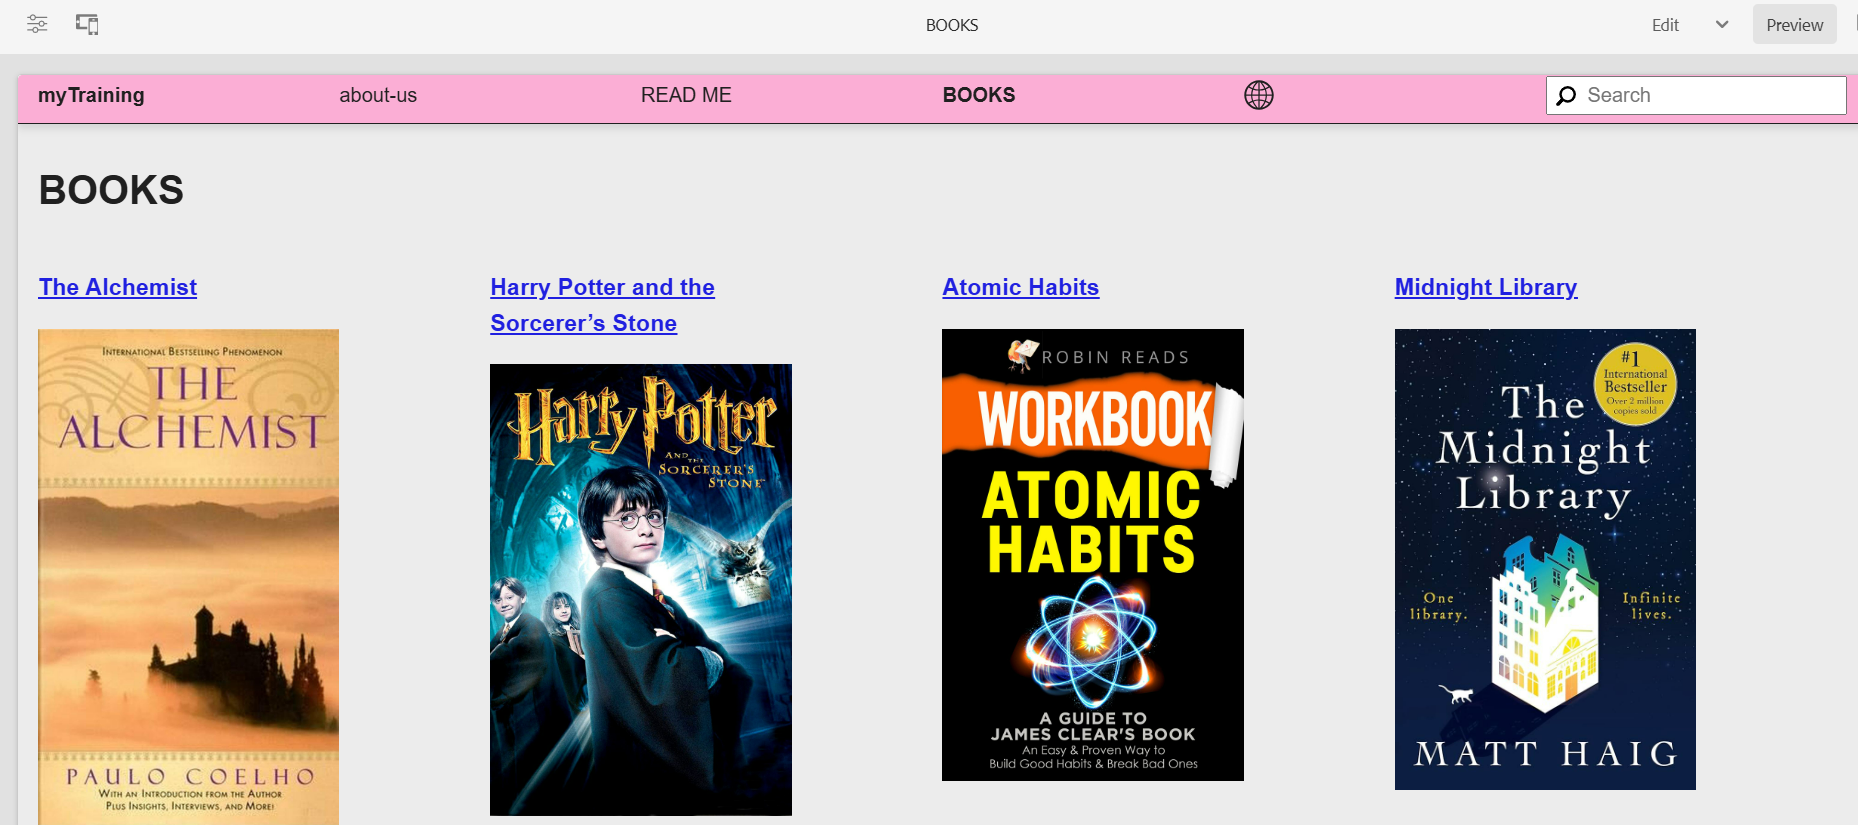 BOOKS
Edit
Preview
myTraining
about-us
READ ME
BOOKS
Search
BOOKS
The Alchemist
INTERNATIONAL BESTSELLING PHENOMENON
THE
ALCHEMIST
PAULO COELHO
WITH AN INTRODUCTION FROM THE AUTHOR
PLUS INSIGHTS, INTERVIEWS, AND MORE!
Harry Potter and the
Sorcerer’s Stone
Harry Potter
AND THE
SORCERER'S
STONE
Atomic Habits
ROBIN READS
WORKBOOK
ATOMIC
HABITS
A GUIDE TO
JAMES CLEAR'S BOOK
An Easy & Proven Way to
Build Good Habits & Break Bad Ones
Midnight Library
#1
International
Bestseller
Over 2 million
copies sold
The
Midnight
Library
One
library.
Infinite
lives.
MATT HAIG